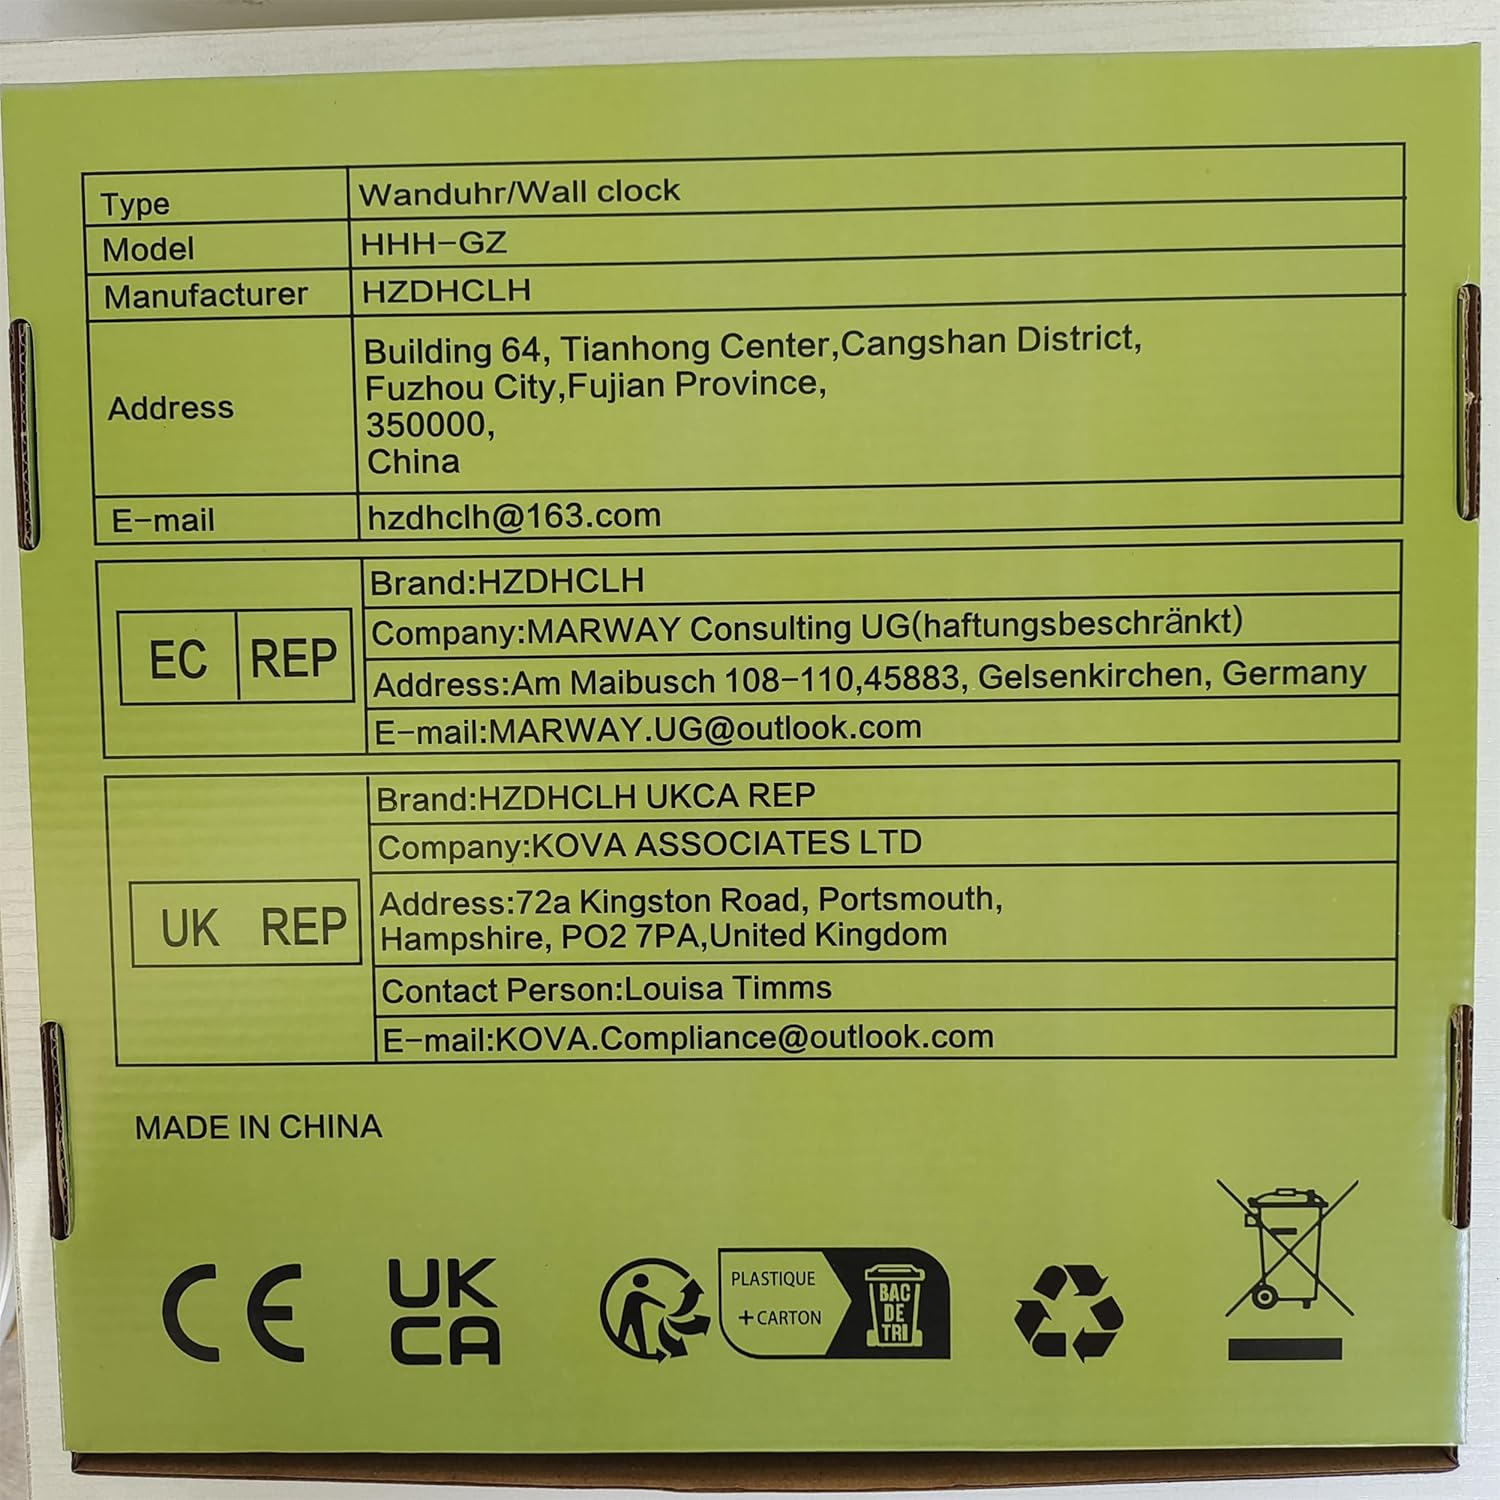 Type Wanduhr/Wall clock
Model HHH-GZ
Manufacturer HZDHCLH
Address
Building 64, Tianhong Center,Cangshan District,
Fuzhou City,Fujian Province,
350000,
China
E-mail hzdhclh@163.com
EC REP
Brand:HZDHCLH
Company:MARWAY Consulting UG(haftungsbeschränkt)
Address:Am Maibusch 108-110,45883, Gelsenkirchen, Germany
E-mail:MARWAY.UG@outlook.com
UK REP
Brand:HZDHCLH UKCA REP
Company:KOVA ASSOCIATES LTD
Address:72a Kingston Road, Portsmouth,
Hampshire, PO2 7PA,United Kingdom
Contact Person:Louisa Timms
E-mail:KOVA.Compliance@outlook.com
MADE IN CHINA
CE
UK
CA
PLASTIQUE
+CARTON
BAC
DE
TRI